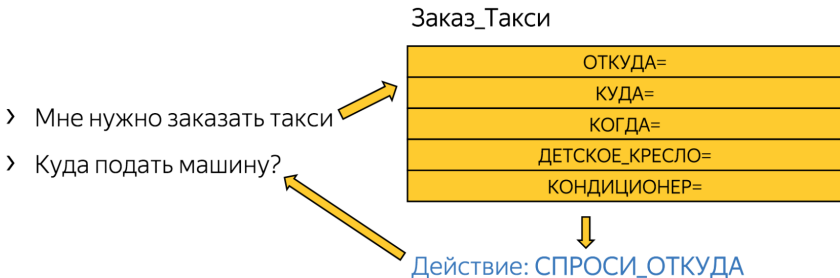 Заказ_Такси
ОТКУДА=
КУДА=
КОГДА=
ДЕТСКОЕ_КРЕСЛО=
КОНДИЦИОНЕР=
› Мне нужно заказать такси
› Куда подать машину?
Действие: СПРОСИ_ОТКУДА